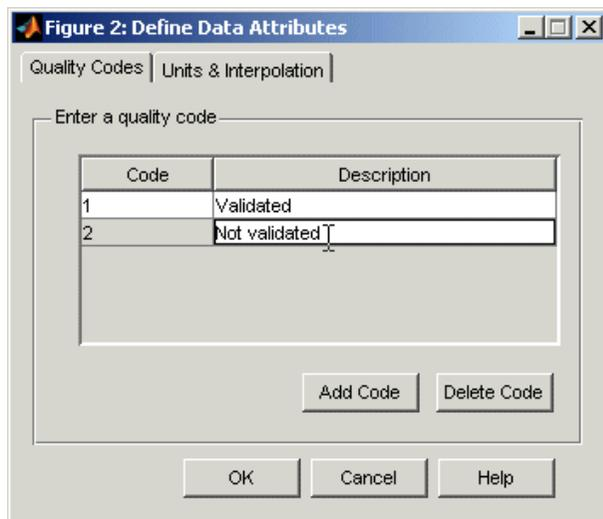 Figure 2: Define Data Attributes
Quality Codes Units & Interpolation
Enter a quality code
Code Description
1 Validated
2 Not validated
Add Code Delete Code
OK Cancel Help